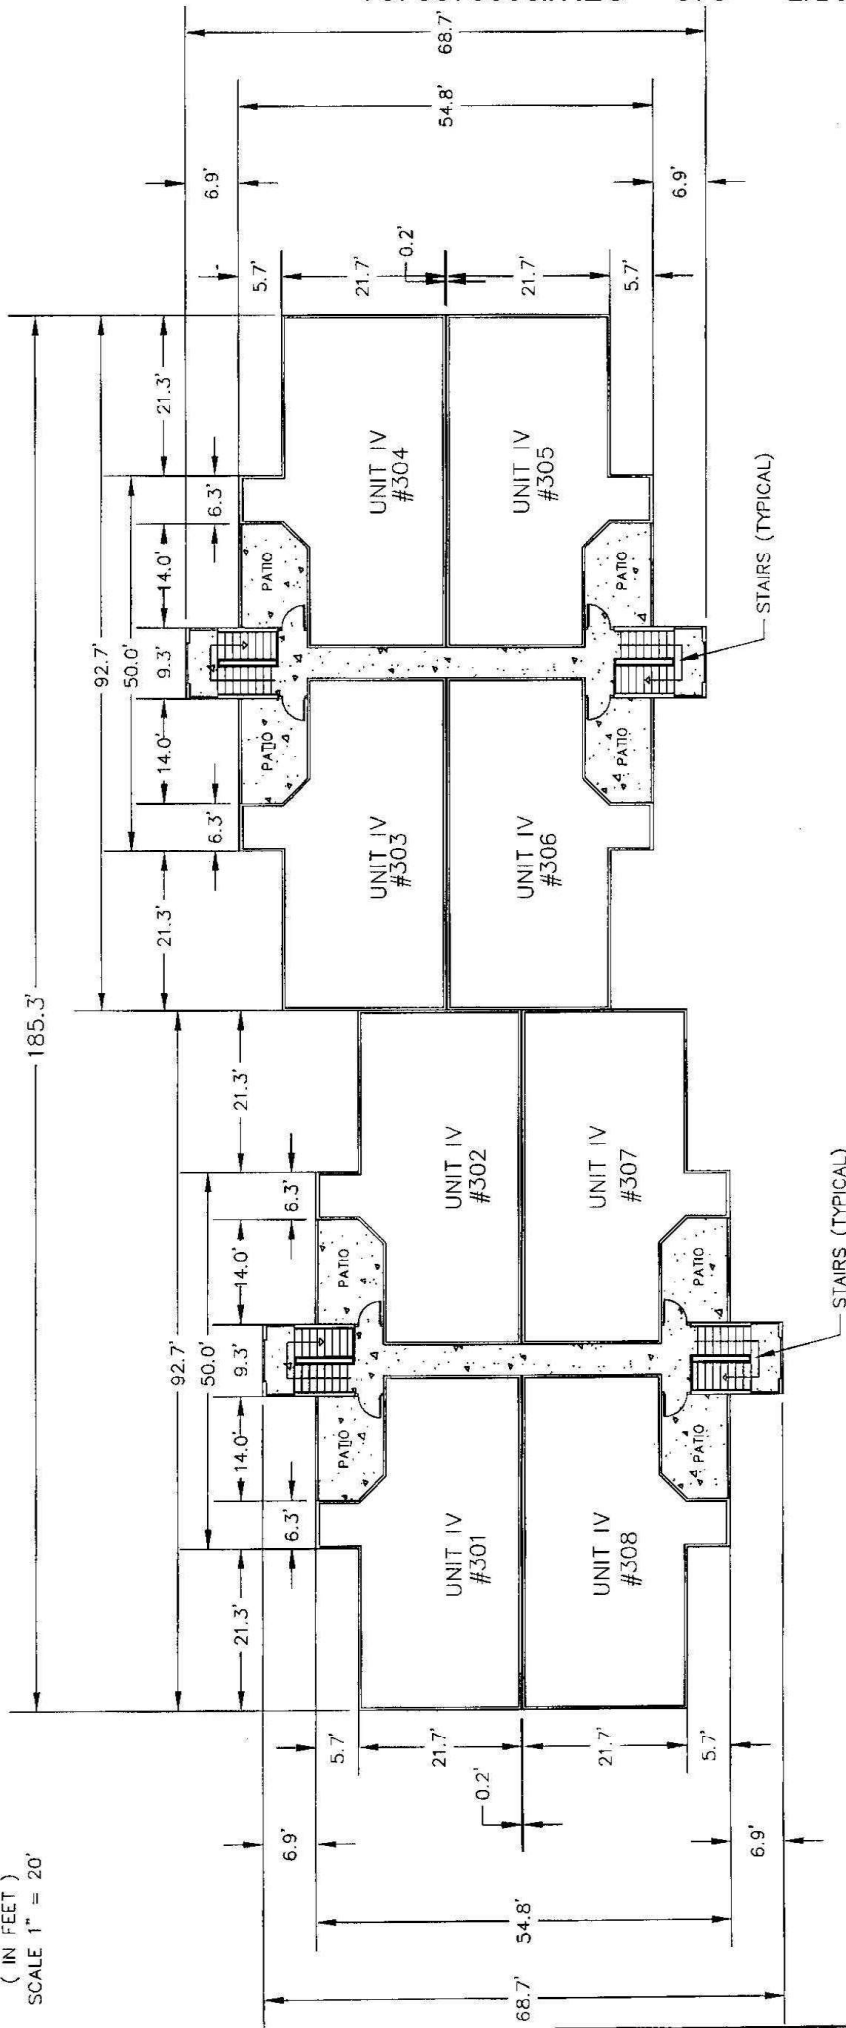 68.7'
54.8'
6.9'
6.9'
5.7'
21.7'
0.2'
21.7'
5.7'
185.3'
92.7'
50.0'
21.3'
6.3'
14.0'
9.3'
14.0'
6.3'
21.3'
UNIT IV
#304
UNIT IV
#305
PATIO
PATIO
STAIRS (TYPICAL)
PATIO
PATIO
UNIT IV
#303
UNIT IV
#306
92.7'
50.0'
21.3'
6.3'
14.0'
9.3'
14.0'
6.3'
21.3'
UNIT IV
#302
UNIT IV
#307
PATIO
PATIO
STAIRS (TYPICAL)
PATIO
PATIO
UNIT IV
#301
UNIT IV
#308
5.7'
21.7'
0.2'
21.7'
5.7'
6.9'
6.9'
54.8'
68.7'
( IN FEET )
SCALE 1" = 20'